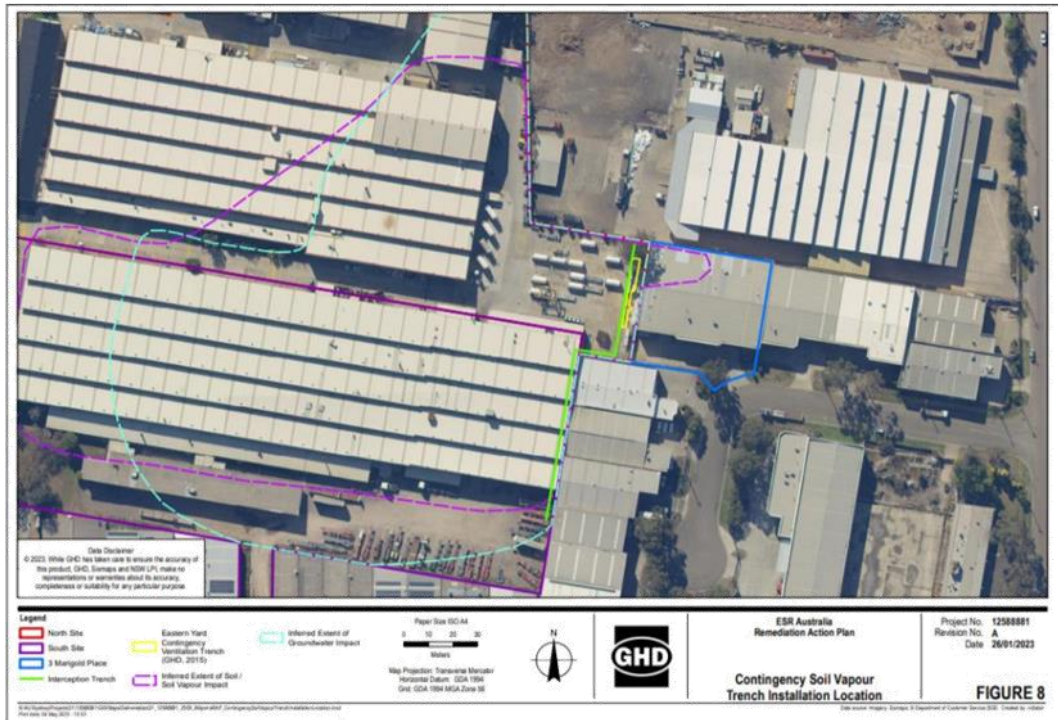 Data Disclaimer
© 2023. While GHD has taken care to ensure the accuracy of
this product, GHD, Sixmaps and NSW LPI, make no
representations or warranties about its accuracy,
completeness or suitability for any particular purpose
Legend
North Site
South Site
3 Marigold Place
Interception Trench
Eastern Yard
Contingency
Ventilation Trench
(GHD, 2015)
Inferred Extent of Soil /
Soil Vapour Impact
Inferred Extent of
Groundwater Impact
Paper Size ISO A4
0 10 20 30
Meters
Map Projection: Transverse Mercator
Horizontal Datum: GDA 1994
Grid: GDA 1994 MGA Zone 56
N
GHD
ESR Australia
Remediation Action Plan
Contingency Soil Vapour
Trench Installation Location
Project No. 12588881
Revision No. A
Date 26/01/2023
FIGURE 8